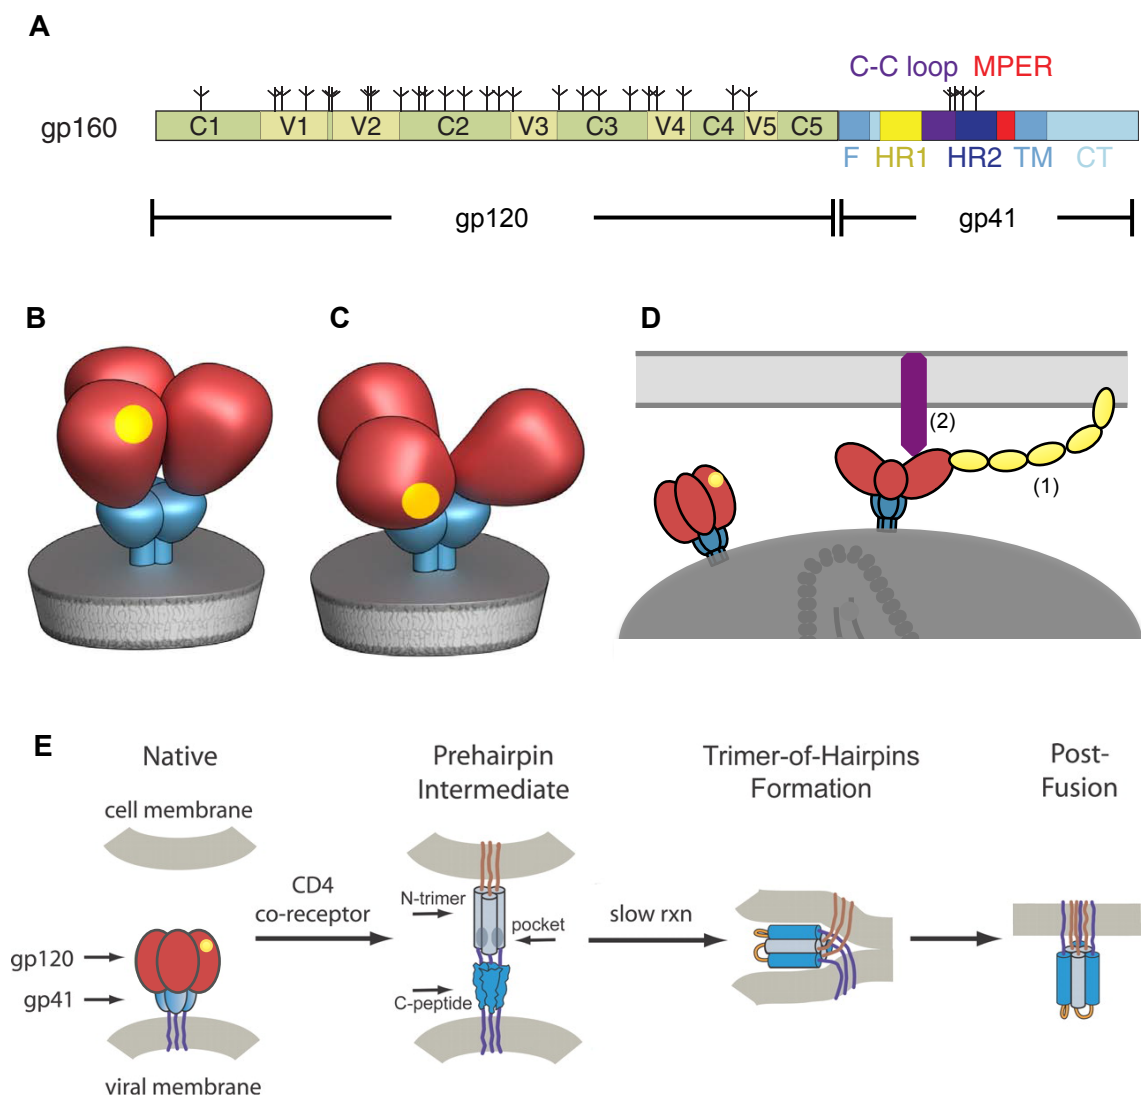 A
C-C loop MPER
gp160
C1 V1 V2 C2 V3 C3 V4 C4 V5 C5
F HR1 HR2 TM CT
gp120
gp41
B
C
D
(2)
(1)
E
Native
cell membrane
gp120
gp41
viral membrane
CD4
co-receptor
Prehairpin
Intermediate
N-trimer
pocket
C-peptide
slow rxn
Trimer-of-Hairpins
Formation
Post-
Fusion